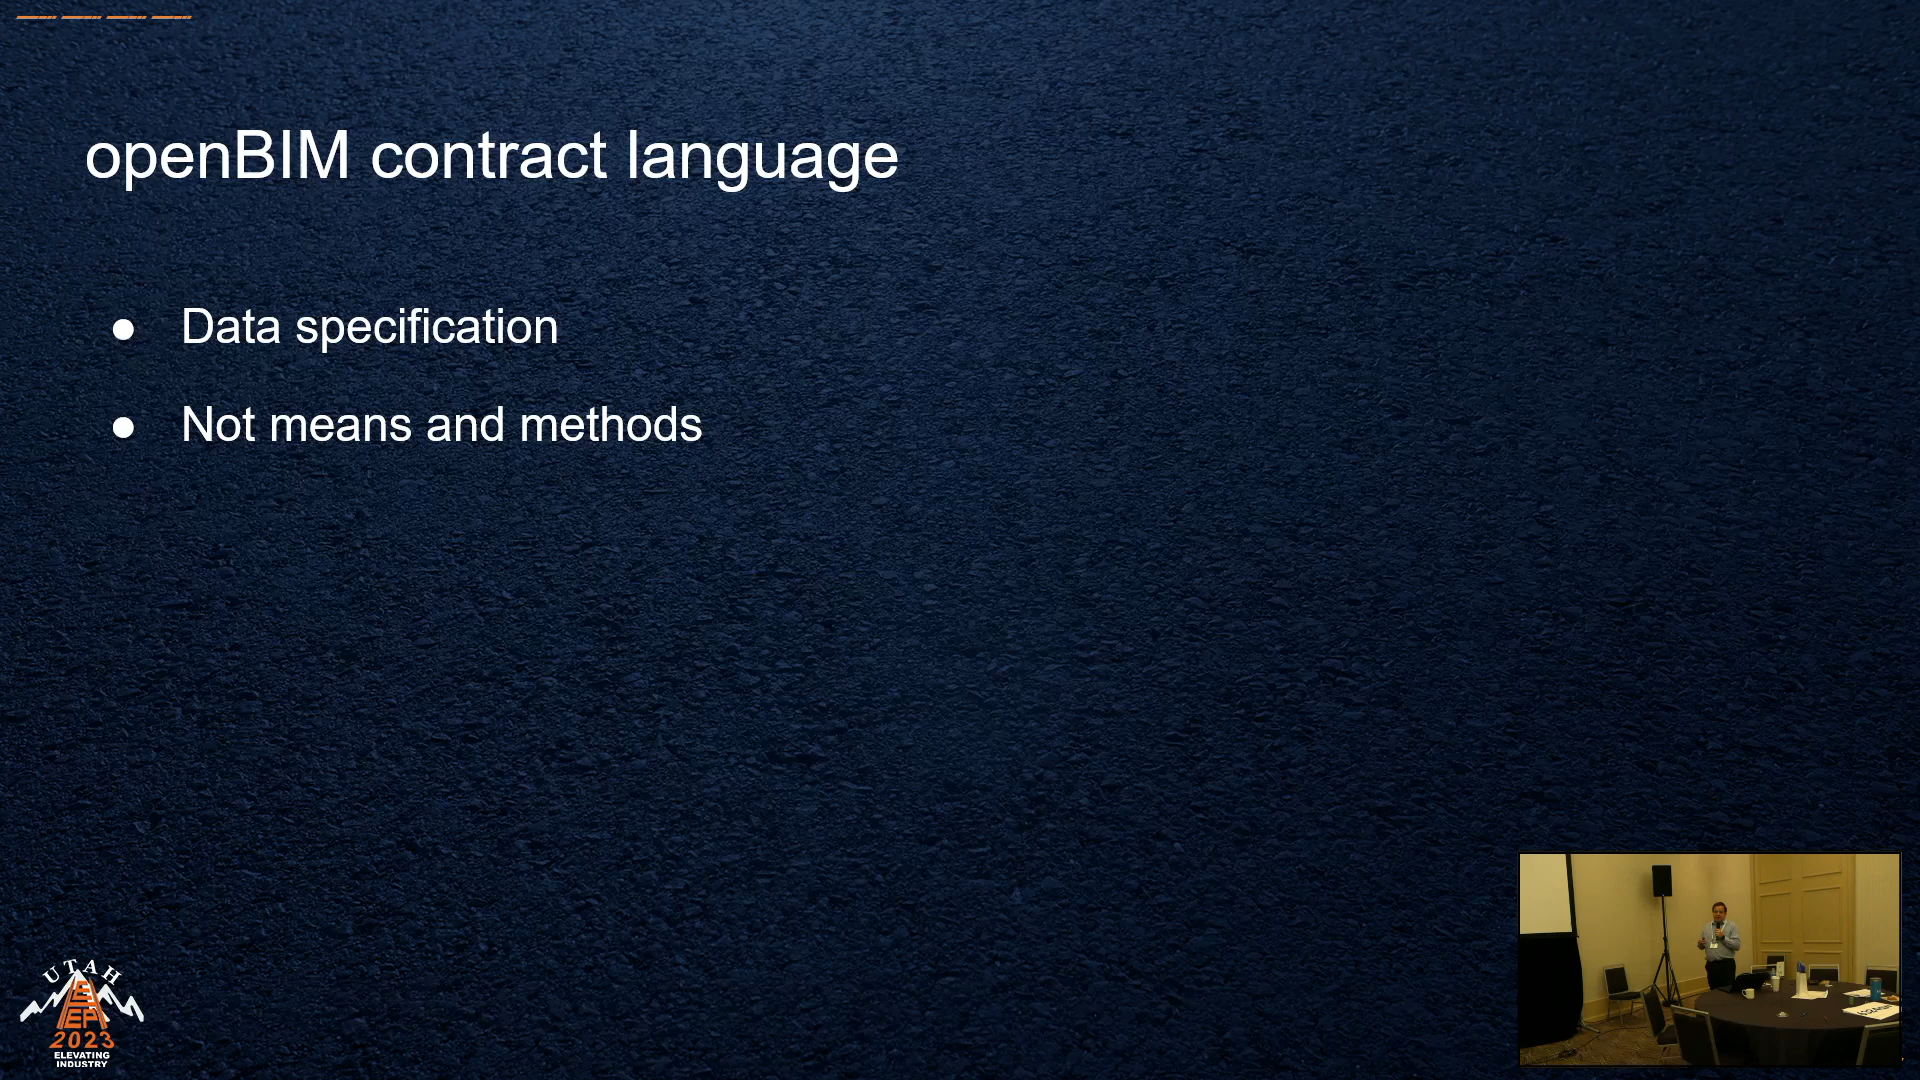 openBIM contract language
● Data specification
● Not means and methods
UTAH
2023
ELEVATING
INDUSTRY